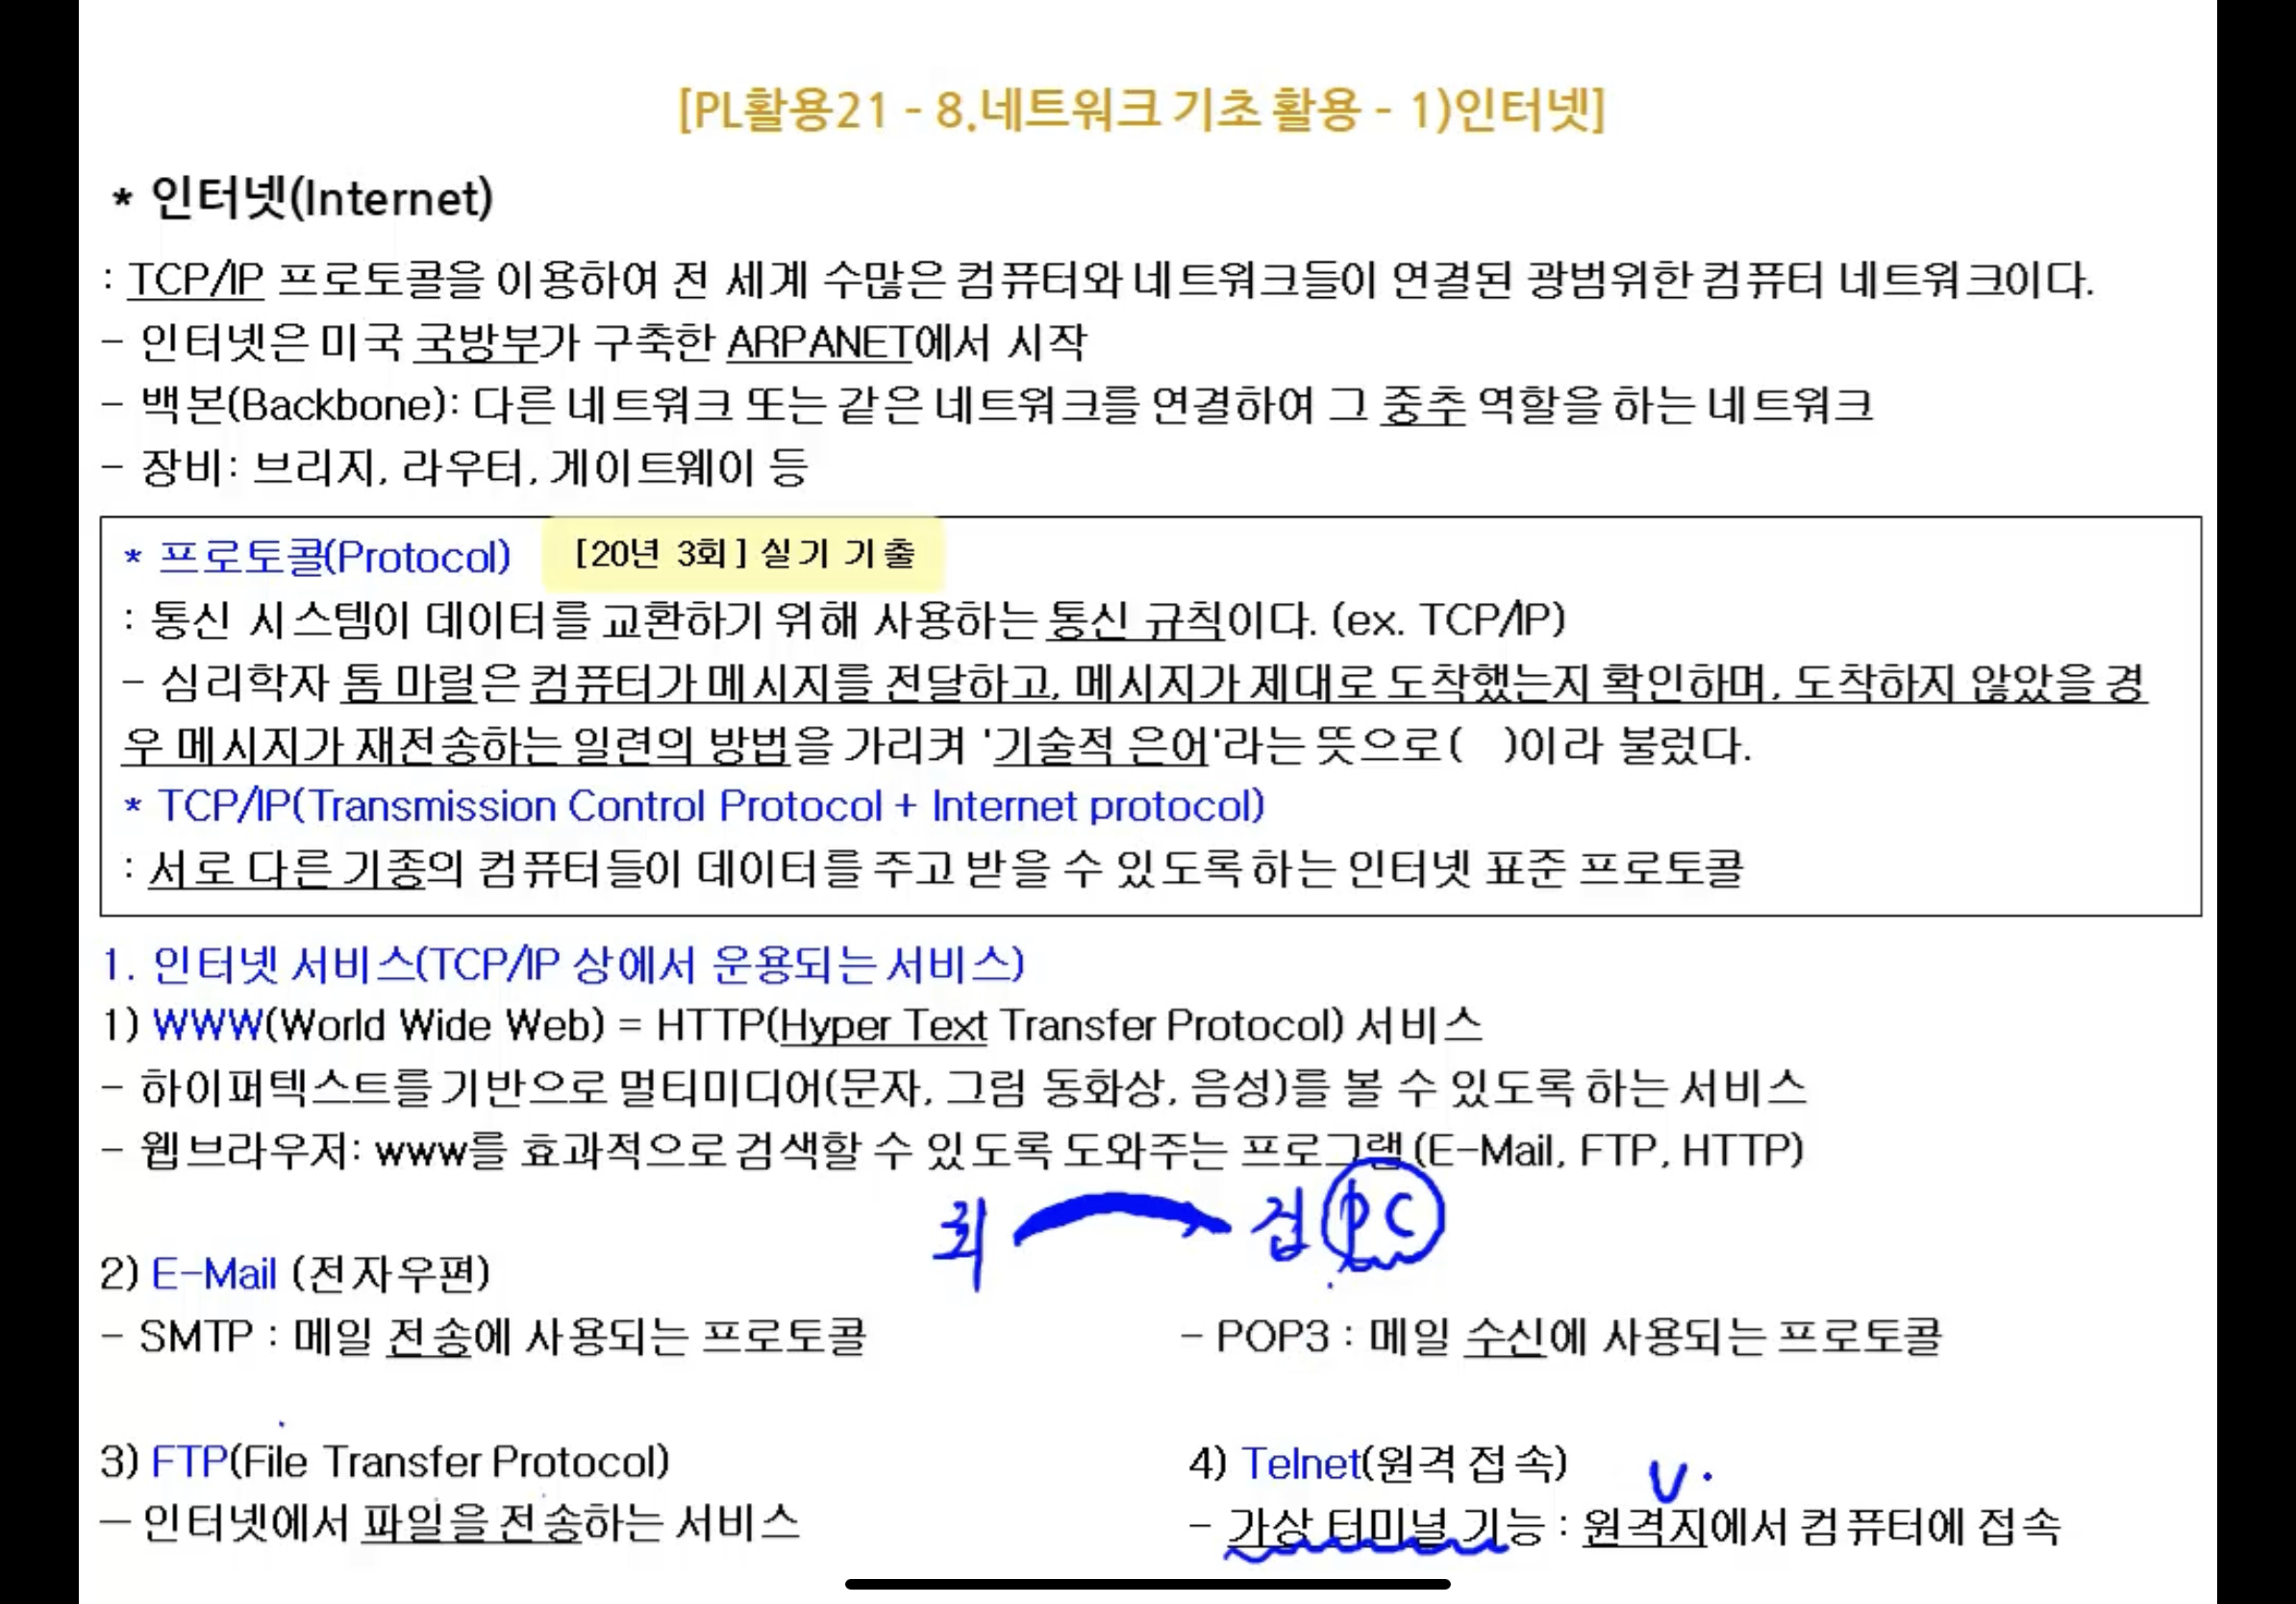 [PL활용21 - 8.네트워크 기초 활용 - 1)인터넷]
* 인터넷(Internet)
: TCP/IP 프로토콜을 이용하여 전 세계 수많은 컴퓨터와 네트워크들이 연결된 광범위한 컴퓨터 네트워크이다.
- 인터넷은 미국 국방부가 구축한 ARPANET에서 시작
- 백본(Backbone): 다른 네트워크 또는 같은 네트워크를 연결하여 그 중추 역할을 하는 네트워크
- 장비: 브리지, 라우터, 게이트웨이 등
* 프로토콜(Protocol) [20년 3회] 실기 기출
: 통신 시스템이 데이터를 교환하기 위해 사용하는 통신 규칙이다. (ex. TCP/IP)
- 심리학자 톰 마릴은 컴퓨터가 메시지를 전달하고, 메시지가 제대로 도착했는지 확인하며, 도착하지 않았을 경
우 메시지가 재전송하는 일련의 방법을 가리켜 '기술적 은어'라는 뜻으로( )이라 불렀다.
* TCP/IP(Transmission Control Protocol + Internet protocol)
: 서로 다른 기종의 컴퓨터들이 데이터를 주고 받을 수 있도록 하는 인터넷 표준 프로토콜
1. 인터넷 서비스(TCP/IP 상에서 운용되는 서비스)
1) WWW(World Wide Web) = HTTP(Hyper Text Transfer Protocol) 서비스
- 하이퍼텍스트를 기반으로 멀티미디어(문자, 그림 동화상, 음성)를 볼 수 있도록 하는 서비스
- 웹브라우저: www를 효과적으로 검색할 수 있도록 도와주는 프로그램(E-Mail, FTP, HTTP)
회 집 PC
2) E-Mail (전자우편)
- SMTP : 메일 전송에 사용되는 프로토콜
- POP3 : 메일 수신에 사용되는 프로토콜
3) FTP(File Transfer Protocol)
- 인터넷에서 파일을 전송하는 서비스
4) Telnet(원격 접속)
- 가상 터미널 기능 : 원격지에서 컴퓨터에 접속